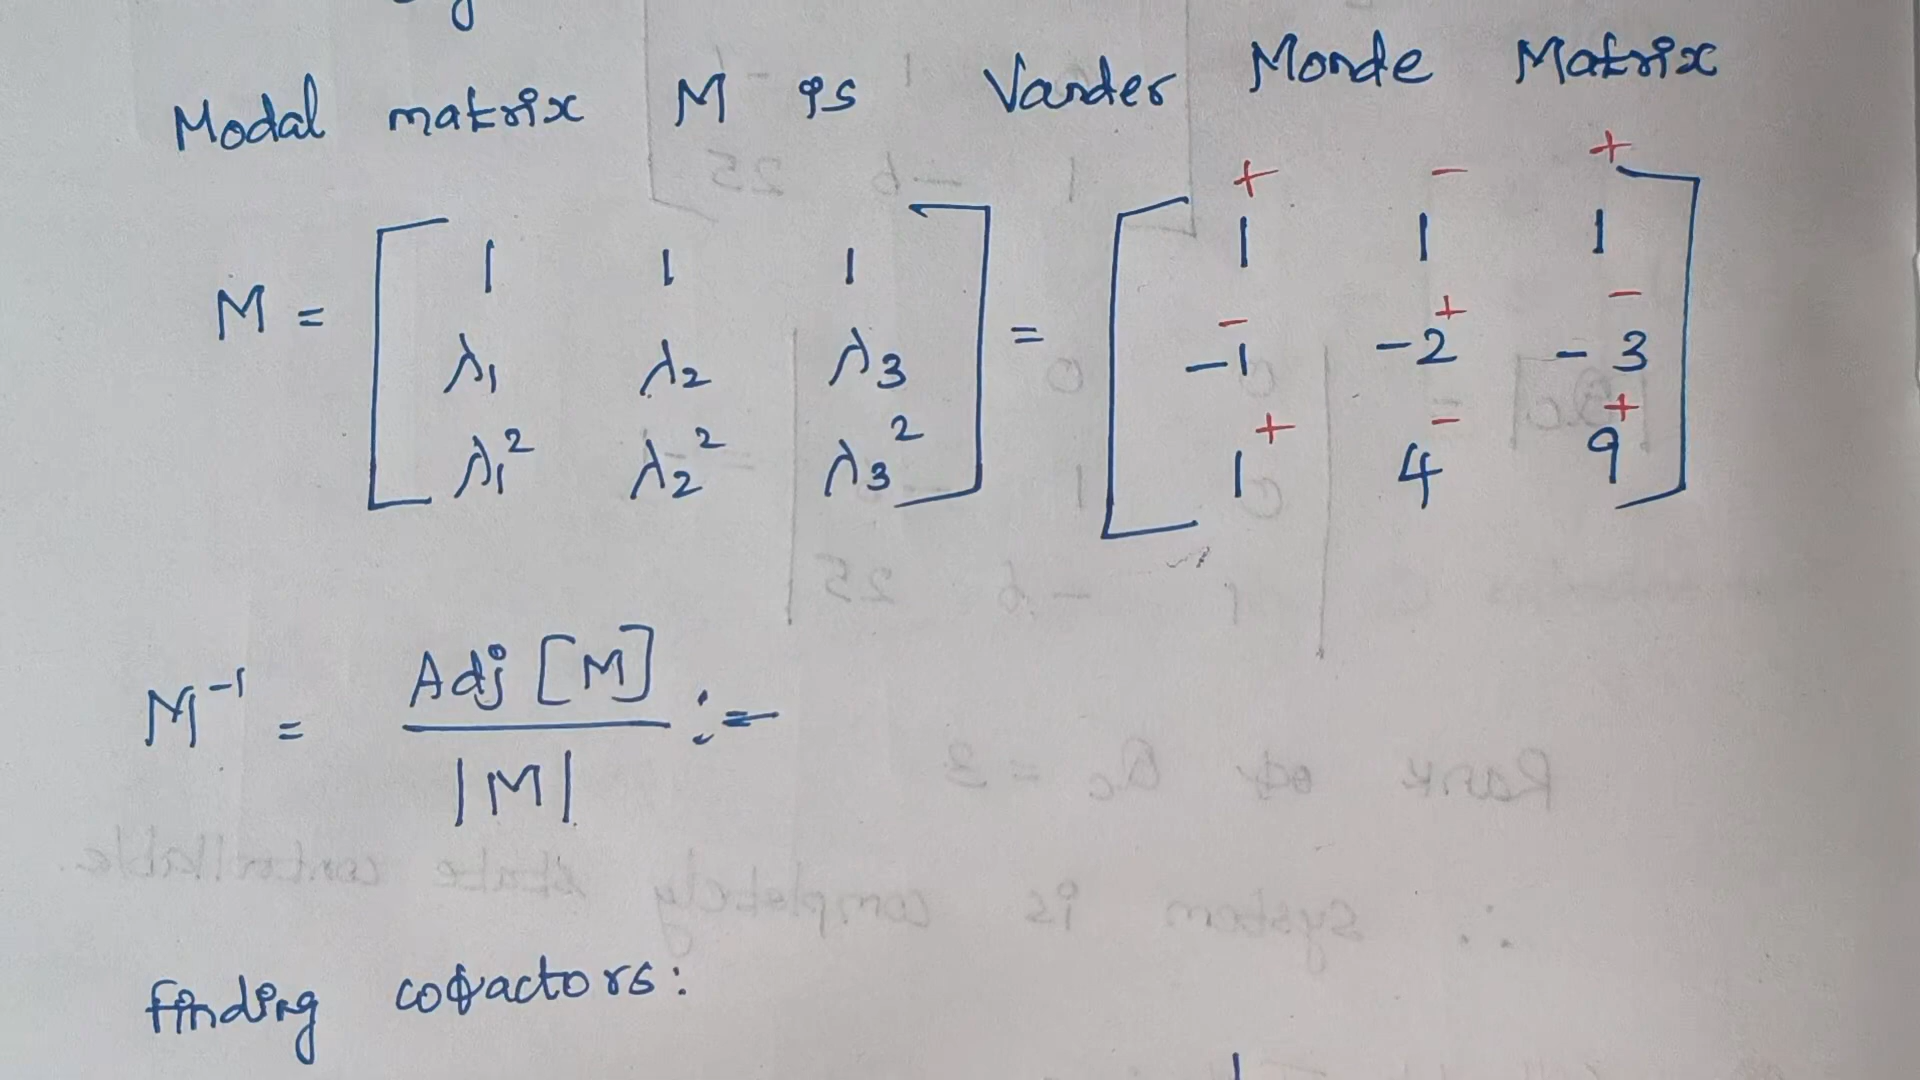 Modal matrix M is Vander Monde Matrix
+ - +
M = [ 1 1 1 ] = [ 1 1 1 ]
- + -
λ1 λ2 λ3 -1 -2 -3
+ - +
λ1² λ2² λ3² 1 4 9
M⁻¹ = Adj [M] :-
|M|
finding cofactors: